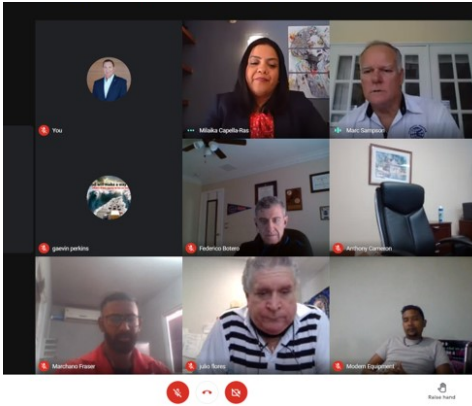 You
Milaika Capella-Ras
Marc Sampson
gaevin perkins
Federico Botero
Anthony Cameron
Marchano Fraser
julio florey
Modern Equipment
Raise hand